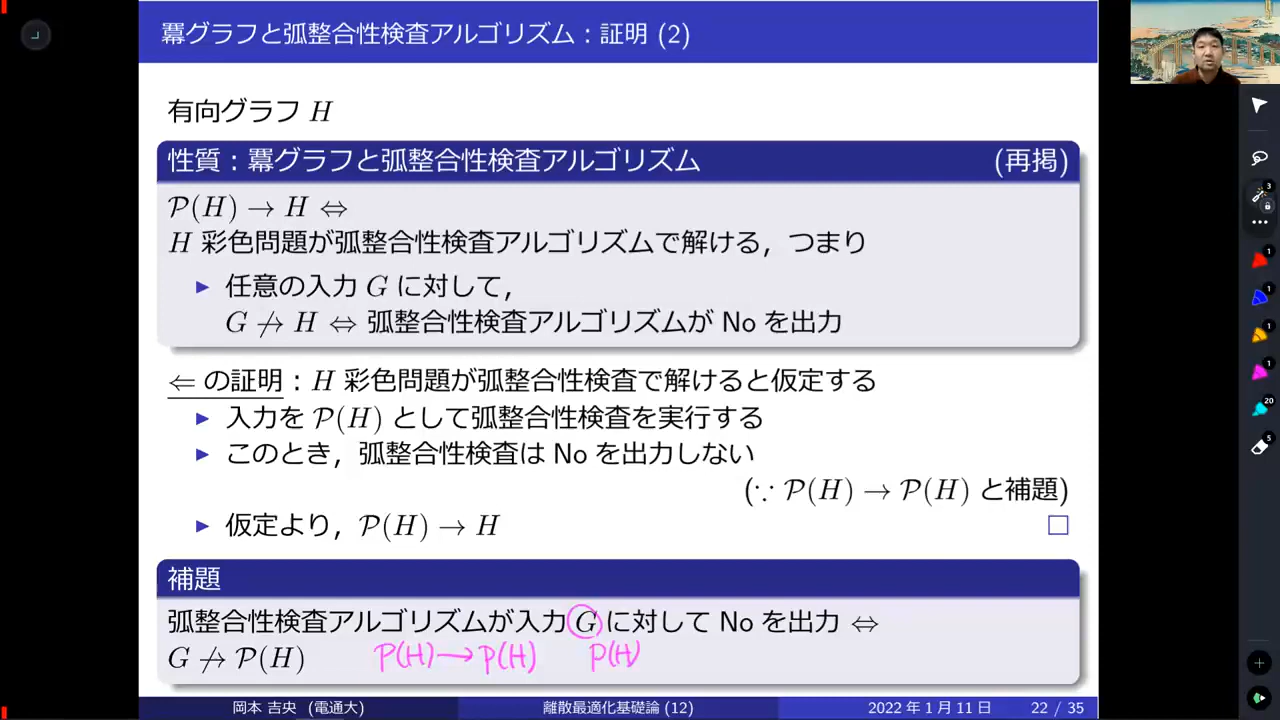 冪グラフと弧整合性検査アルゴリズム：証明 (2)
有向グラフ H
性質：冪グラフと弧整合性検査アルゴリズム (再掲)
𝒫(H) → H ⇔
H 彩色問題が弧整合性検査アルゴリズムで解ける，つまり
▶ 任意の入力 G に対して，
G ↛ H ⇔ 弧整合性検査アルゴリズムが No を出力
⇐ の証明：H 彩色問題が弧整合性検査で解けると仮定する
▶ 入力を 𝒫(H) として弧整合性検査を実行する
▶ このとき，弧整合性検査は No を出力しない
(∵ 𝒫(H) → 𝒫(H) と補題)
▶ 仮定より，𝒫(H) → H □
補題
弧整合性検査アルゴリズムが入力 G に対して No を出力 ⇔
G ↛ 𝒫(H) P(H) → P(H) P(H)
岡本 吉央 (電通大) 離散最適化基礎論 (12) 2022 年 1 月 11 日 22 / 35